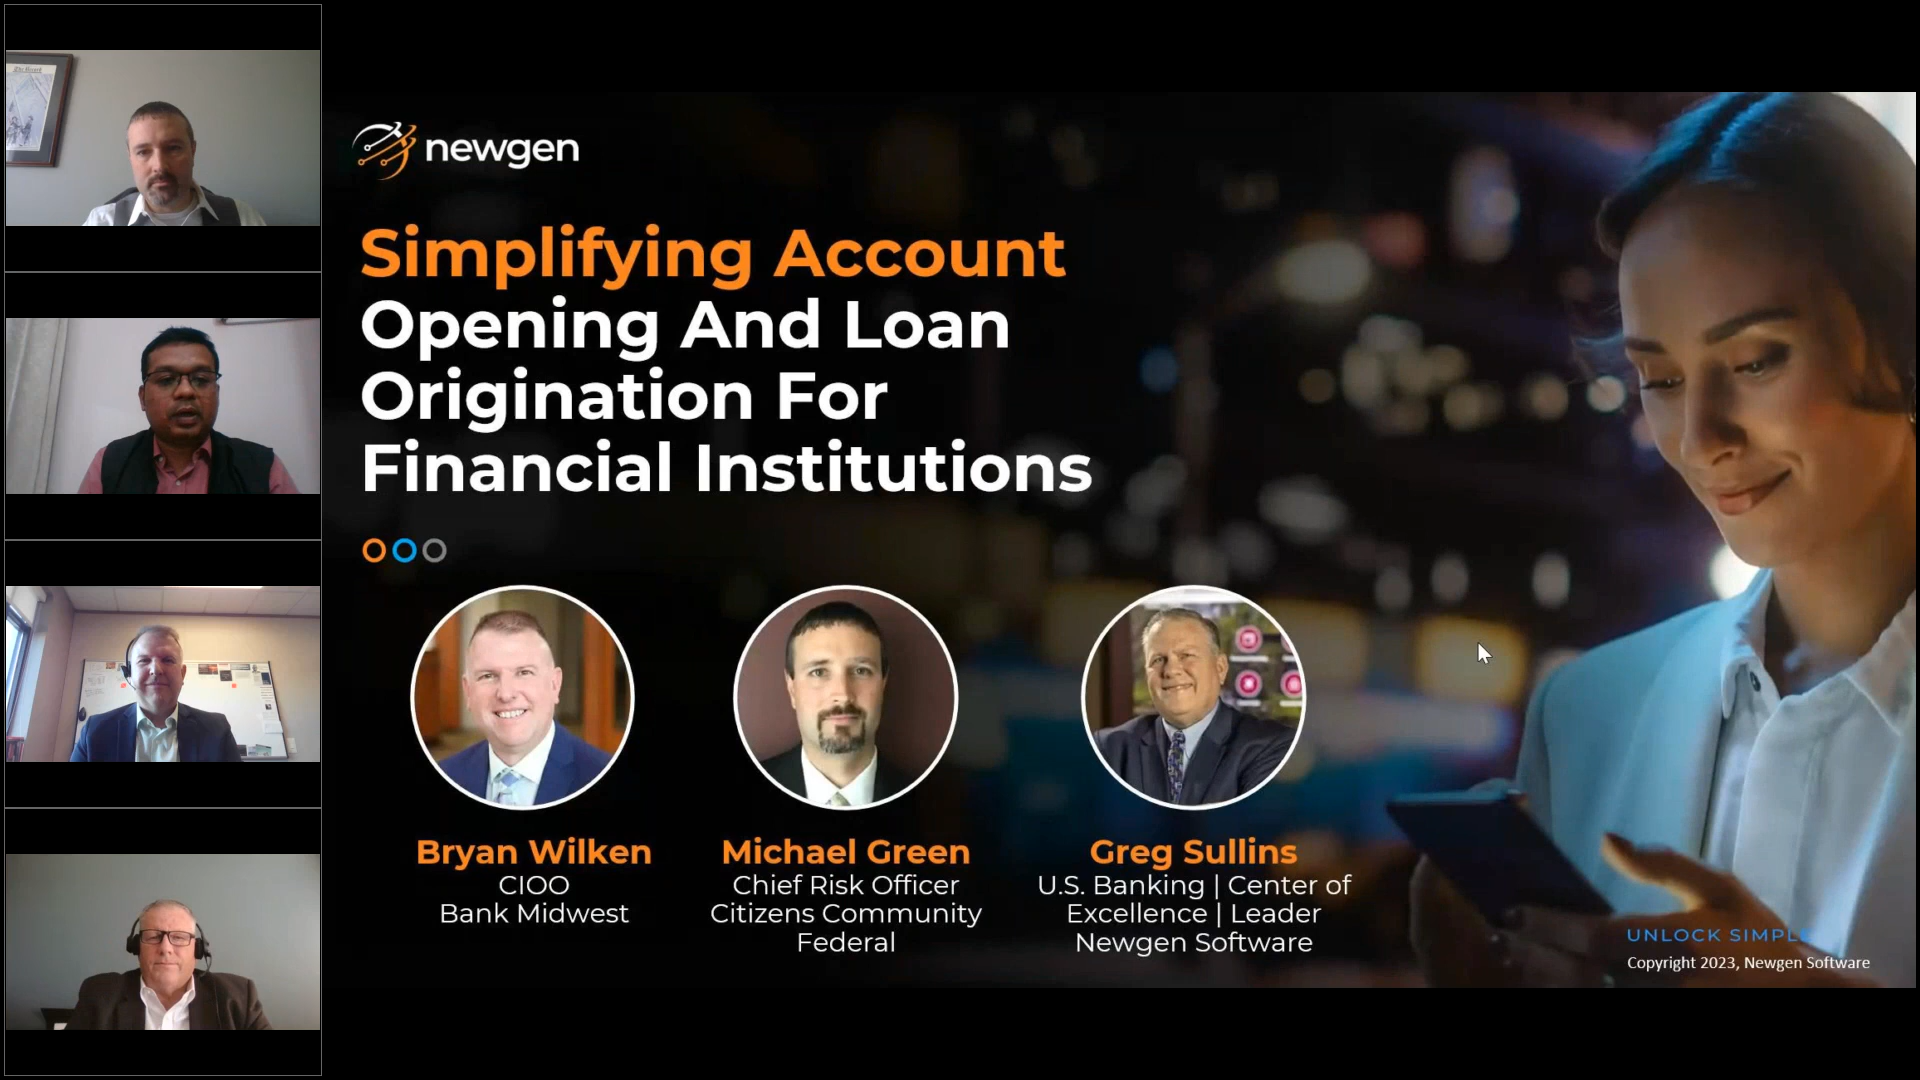 newgen
Simplifying Account
Opening And Loan
Origination For
Financial Institutions
Bryan Wilken
CIOO
Bank Midwest
Michael Green
Chief Risk Officer
Citizens Community
Federal
Greg Sullins
U.S. Banking | Center of
Excellence | Leader
Newgen Software
UNLOCK SIMPLE
Copyright 2023, Newgen Software